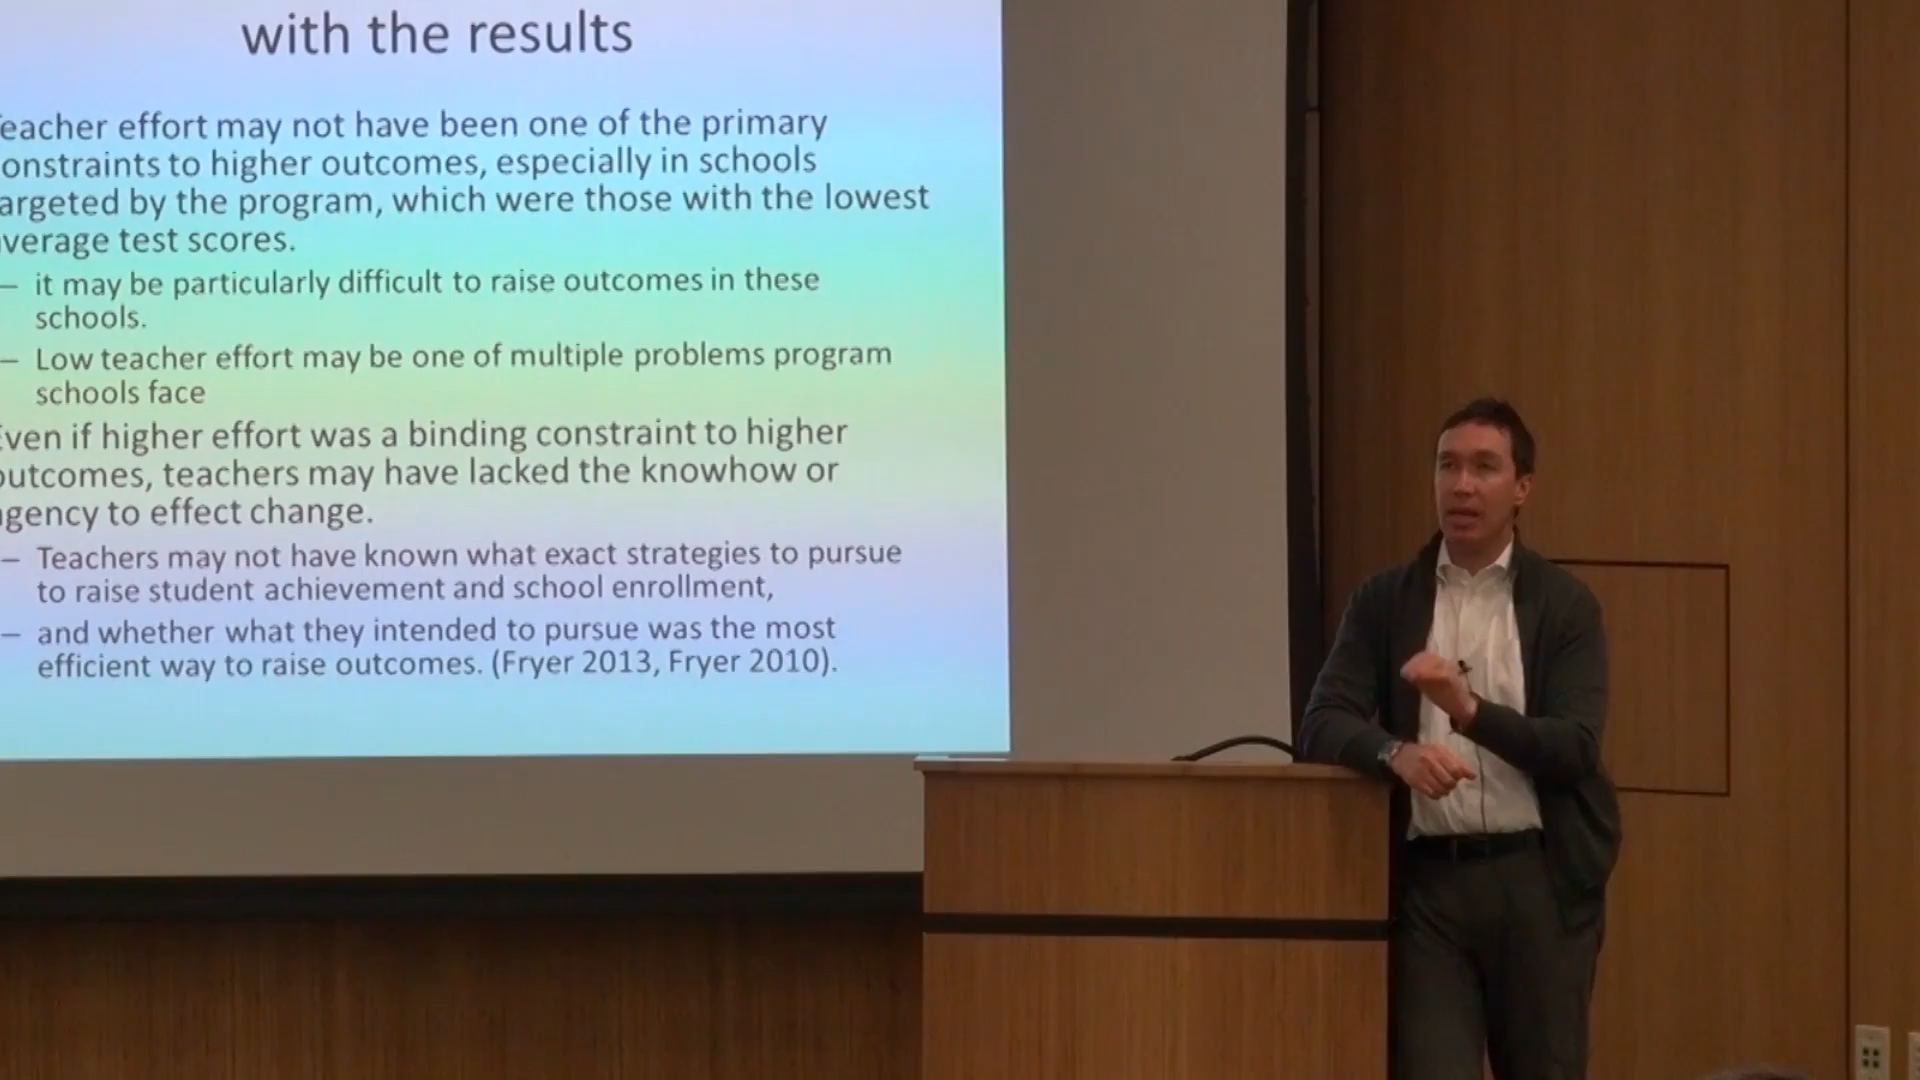 with the results
eacher effort may not have been one of the primary
onstraints to higher outcomes, especially in schools
argeted by the program, which were those with the lowest
verage test scores.
– it may be particularly difficult to raise outcomes in these
schools.
– Low teacher effort may be one of multiple problems program
schools face
ven if higher effort was a binding constraint to higher
outcomes, teachers may have lacked the knowhow or
agency to effect change.
– Teachers may not have known what exact strategies to pursue
to raise student achievement and school enrollment,
– and whether what they intended to pursue was the most
efficient way to raise outcomes. (Fryer 2013, Fryer 2010).